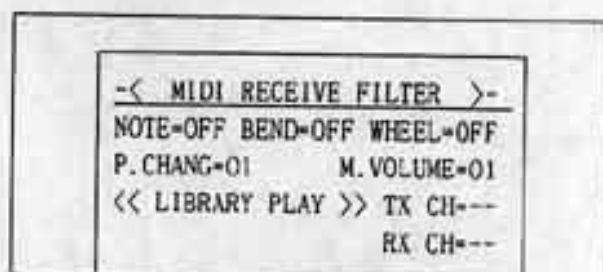 -< MIDI RECEIVE FILTER >-
NOTE=OFF BEND=OFF WHEEL=OFF
P.CHANG=01 M.VOLUME=01
<< LIBRARY PLAY >> TX CH=--
RX CH=--